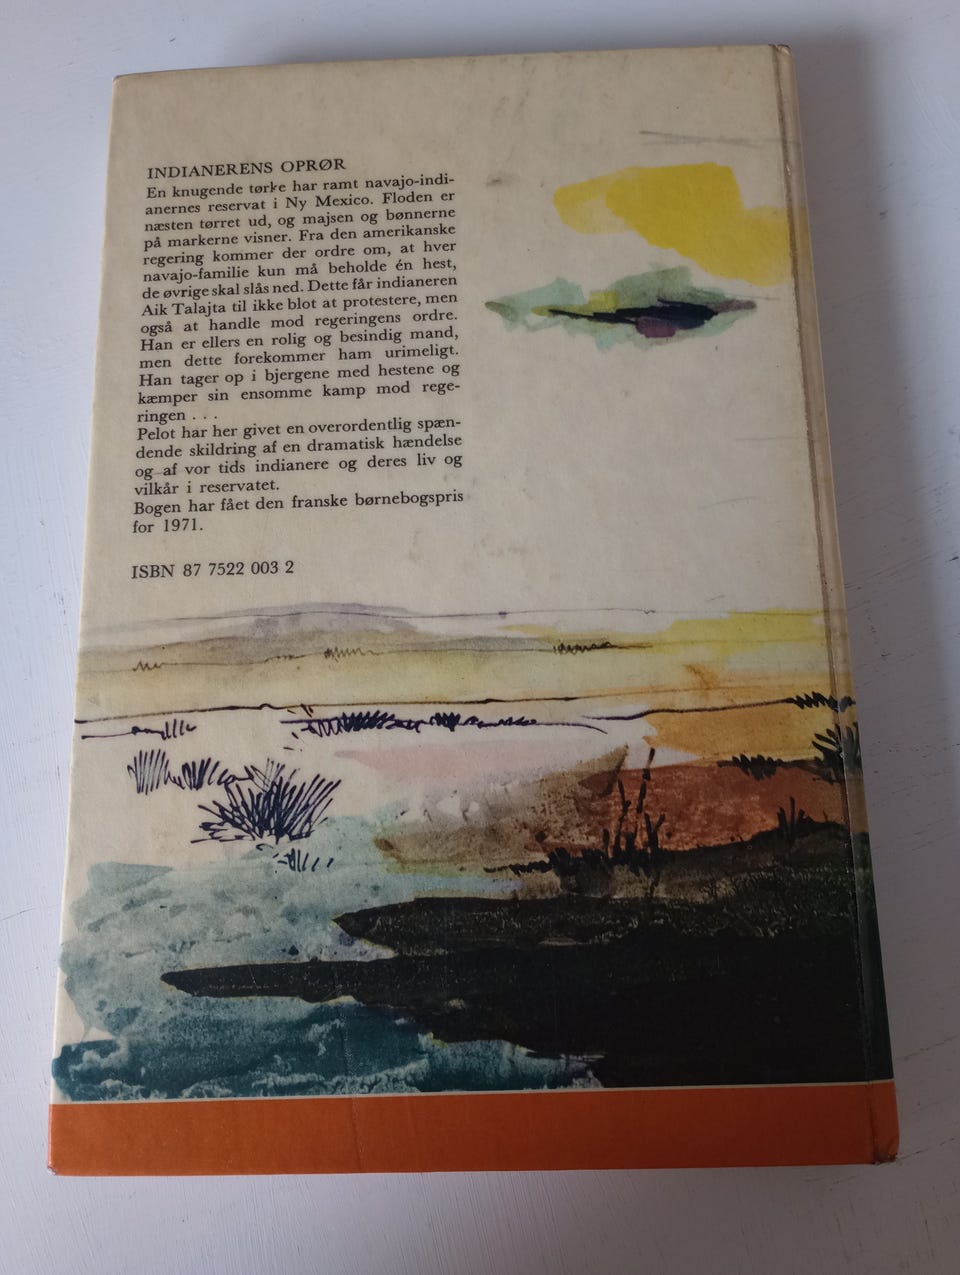 INDIANERENS OPRØR
En knugende tørke har ramt navajo-indi-
anernes reservat i Ny Mexico. Floden er
næsten tørret ud, og majsen og bønnerne
på markerne visner. Fra den amerikanske
regering kommer der ordre om, at hver
navajo-familie kun må beholde én hest,
de øvrige skal slås ned. Dette får indianeren
Aik Talajta til ikke blot at protestere, men
også at handle mod regeringens ordre.
Han er ellers en rolig og besindig mand,
men dette forekommer ham urimeligt.
Han tager op i bjergene med hestene og
kæmper sin ensomme kamp mod rege-
ringen . . .
Pelot har her givet en overordentlig spæn-
dende skildring af en dramatisk hændelse
og af vor tids indianere og deres liv og
vilkår i reservatet.
Bogen har fået den franske børnebogspris
for 1971.
ISBN 87 7522 003 2